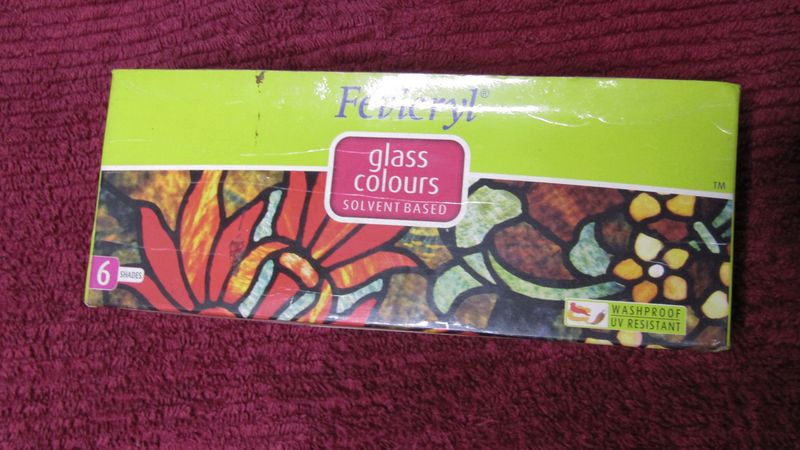 Fevicryl®
glass
colours
SOLVENT BASED
TM
6 SHADES
WASHPROOF
UV RESISTANT